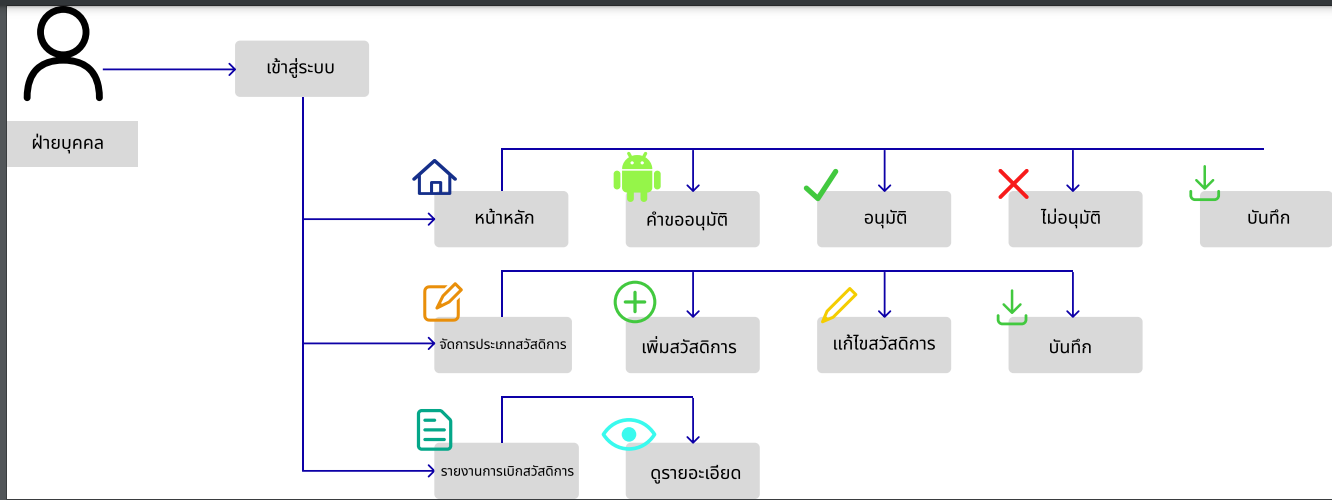 เข้าสู่ระบบ
ฝ่ายบุคคล
หน้าหลัก
คำขออนุมัติ
อนุมัติ
ไม่อนุมัติ
บันทึก
จัดการประเภทสวัสดิการ
เพิ่มสวัสดิการ
แก้ไขสวัสดิการ
บันทึก
รายงานการเบิกสวัสดิการ
ดูรายอะเอียด